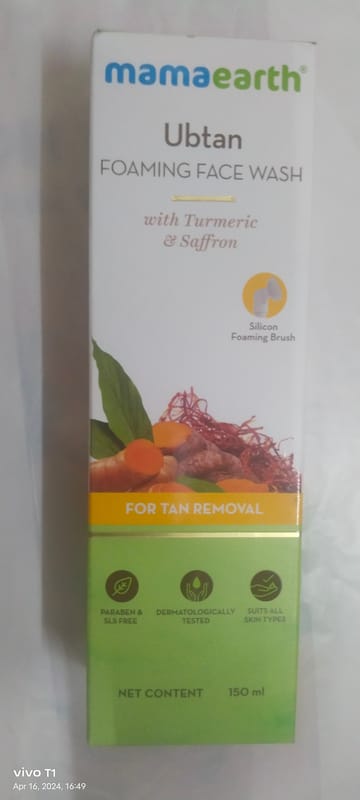 mamaearth®
Ubtan
FOAMING FACE WASH
with Turmeric
& Saffron
Silicon
Foaming Brush
FOR TAN REMOVAL
PARABEN &
SLS FREE
DERMATOLOGICALLY
TESTED
SUITS ALL
SKIN TYPES
NET CONTENT 150 ml
vivo T1
Apr 16, 2024, 16:49